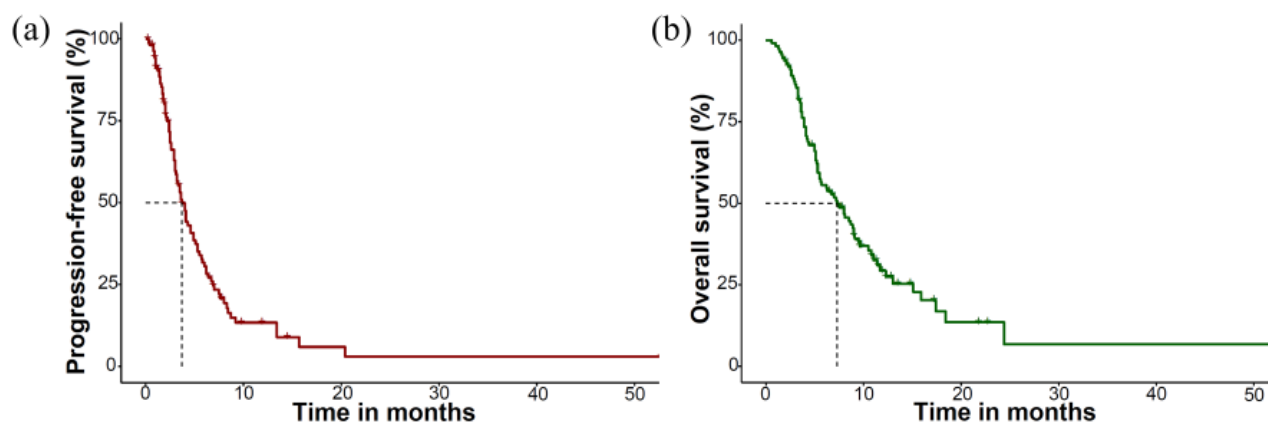 (a)
Progression-free survival (%)
100
75
50
25
0
0 10 20 30 40 50
Time in months
(b)
Overall survival (%)
100
75
50
25
0
0 10 20 30 40 50
Time in months